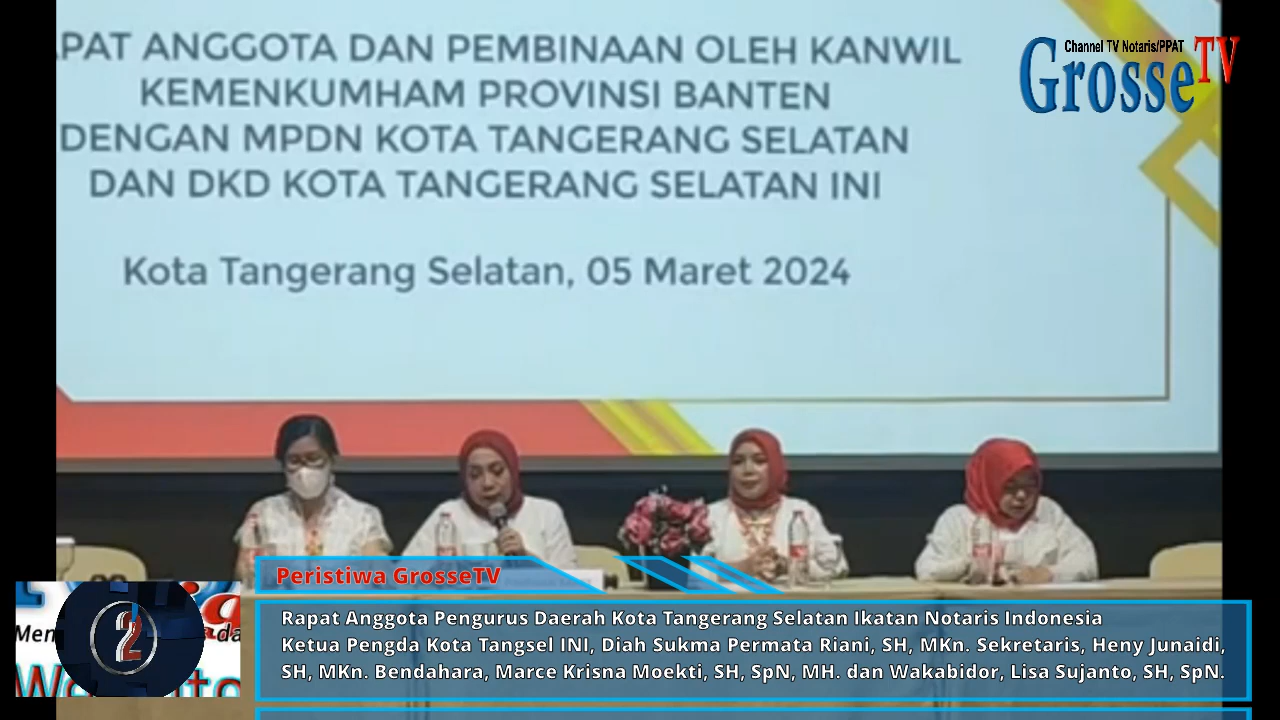 APAT ANGGOTA DAN PEMBINAAN OLEH KANWIL
KEMENKUMHAM PROVINSI BANTEN
DENGAN MPDN KOTA TANGERANG SELATAN
DAN DKD KOTA TANGERANG SELATAN INI
Kota Tangerang Selatan, 05 Maret 2024
Channel TV Notaris/PPAT
GrosseTV
Peristiwa GrosseTV
Rapat Anggota Pengurus Daerah Kota Tangerang Selatan Ikatan Notaris Indonesia
Ketua Pengda Kota Tangsel INI, Diah Sukma Permata Riani, SH, MKn. Sekretaris, Heny Junaidi,
SH, MKn. Bendahara, Marce Krisna Moekti, SH, SpN, MH. dan Wakabidor, Lisa Sujanto, SH, SpN.
2